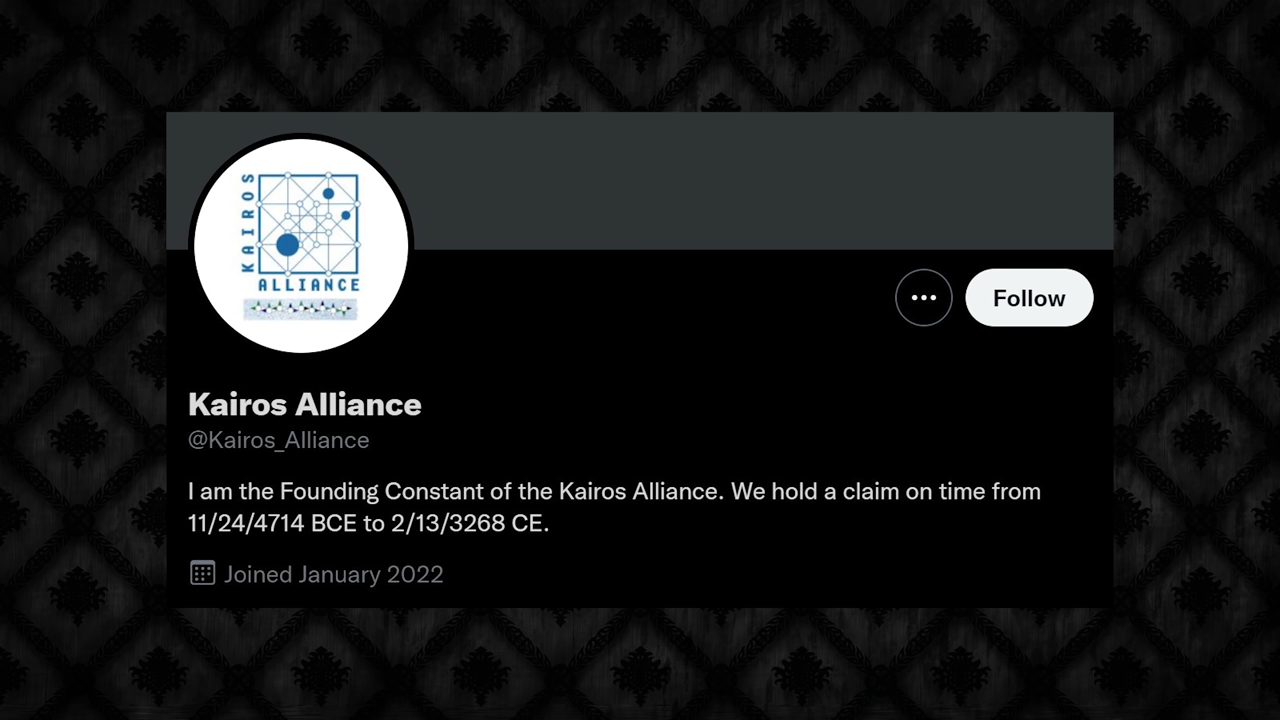 KAIROS
ALLIANCE
Follow
Kairos Alliance
@Kairos_Alliance
I am the Founding Constant of the Kairos Alliance. We hold a claim on time from
11/24/4714 BCE to 2/13/3268 CE.
Joined January 2022